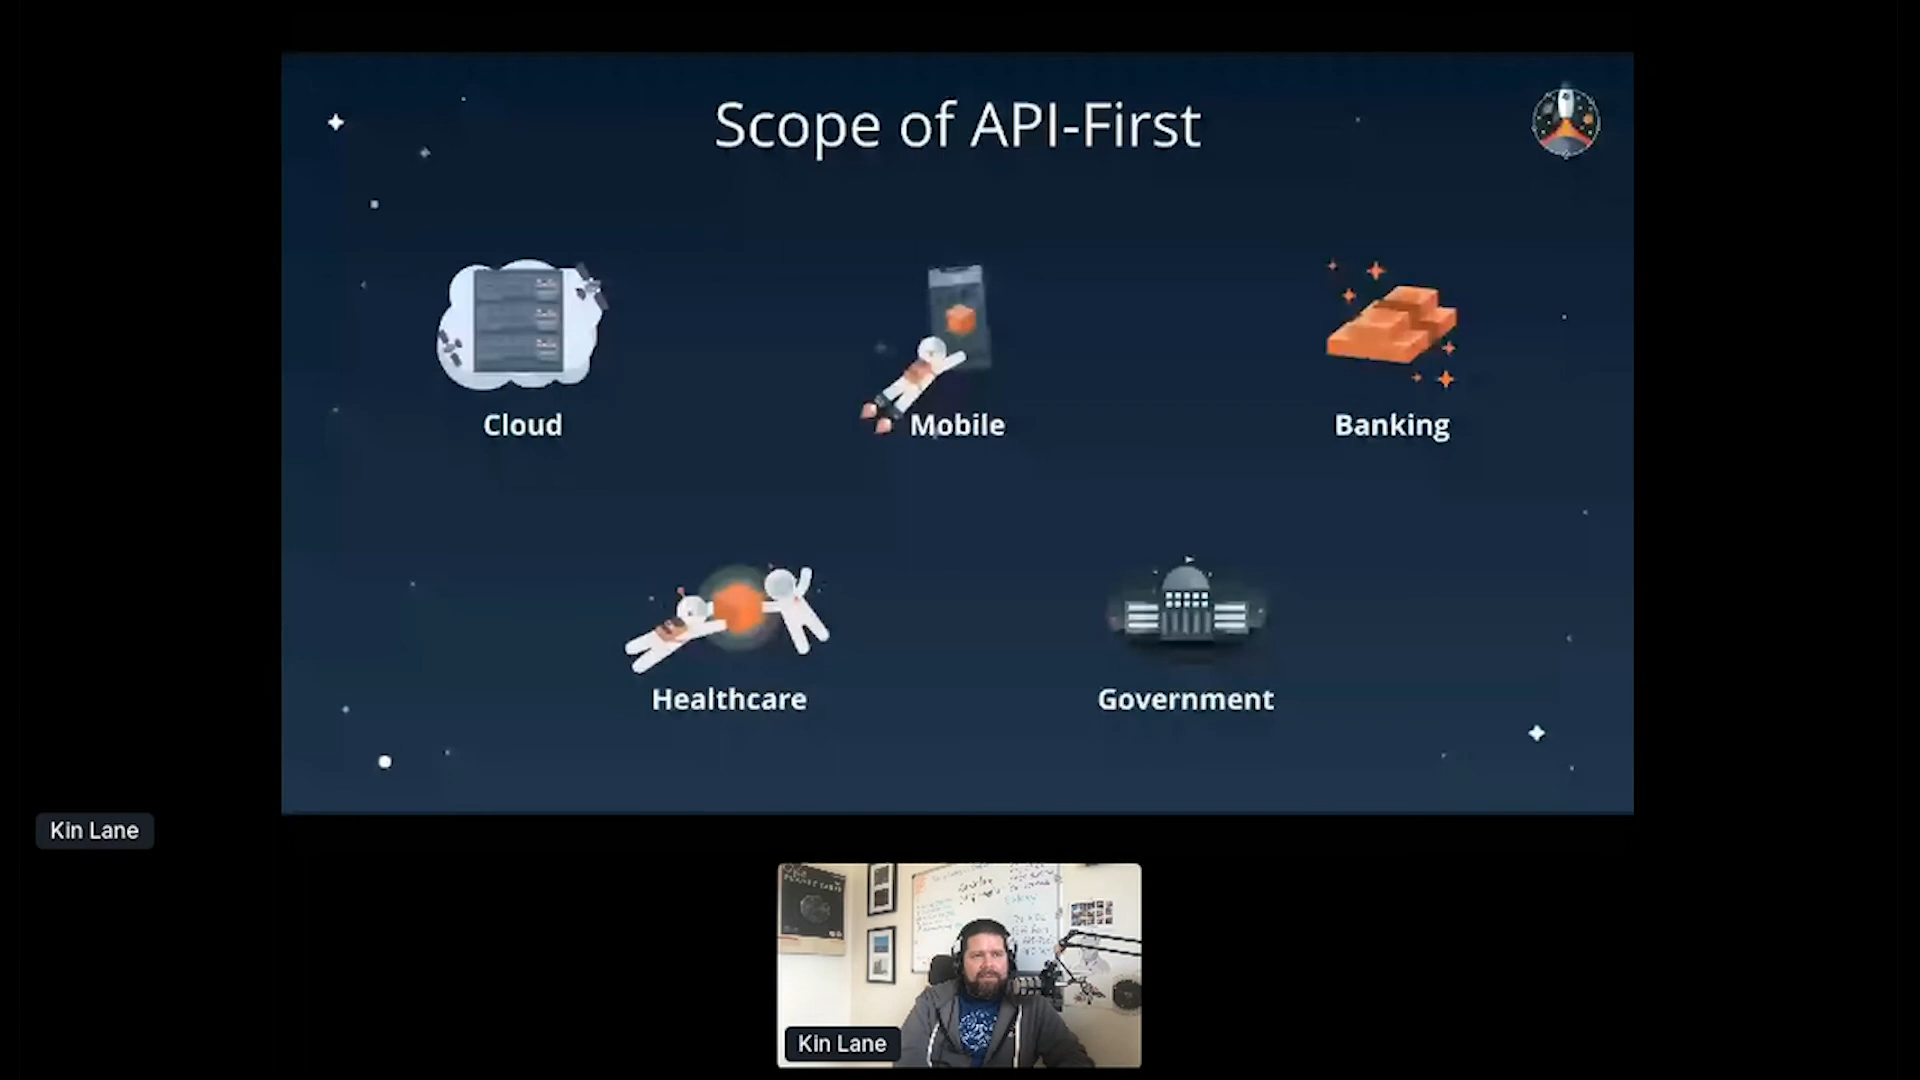 Scope of API-First
Cloud
Mobile
Banking
Healthcare
Government
Kin Lane
Kin Lane